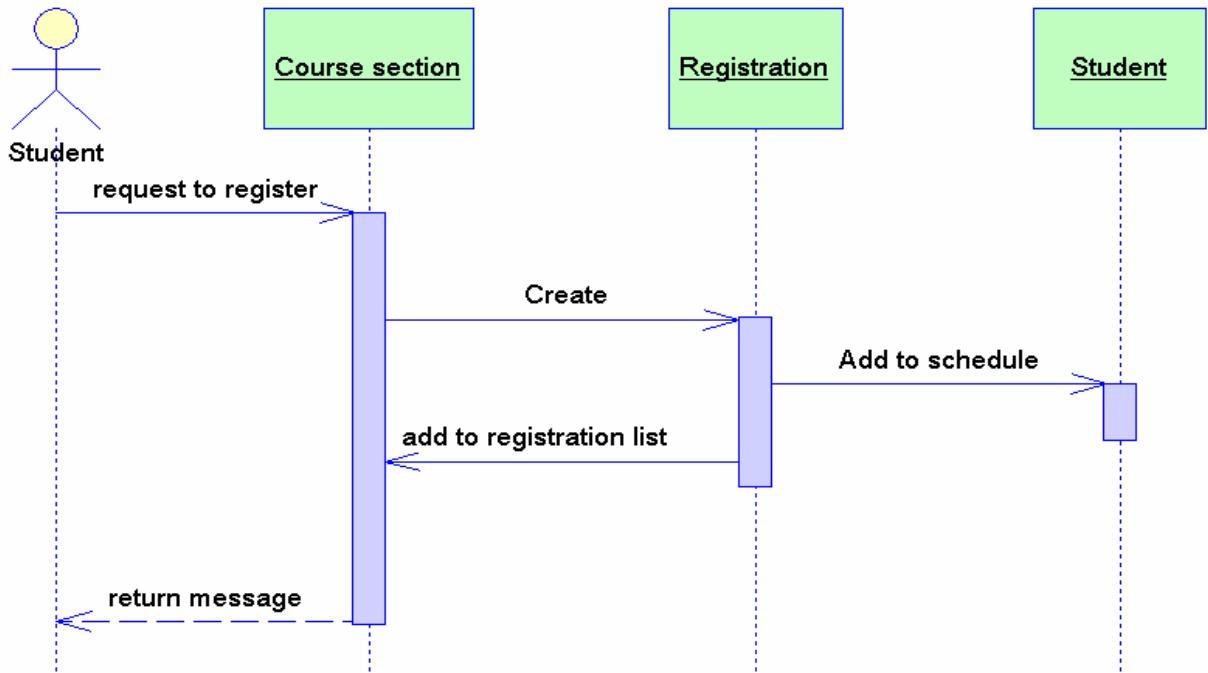 Course section
Registration
Student
Student
request to register
Create
Add to schedule
add to registration list
return message